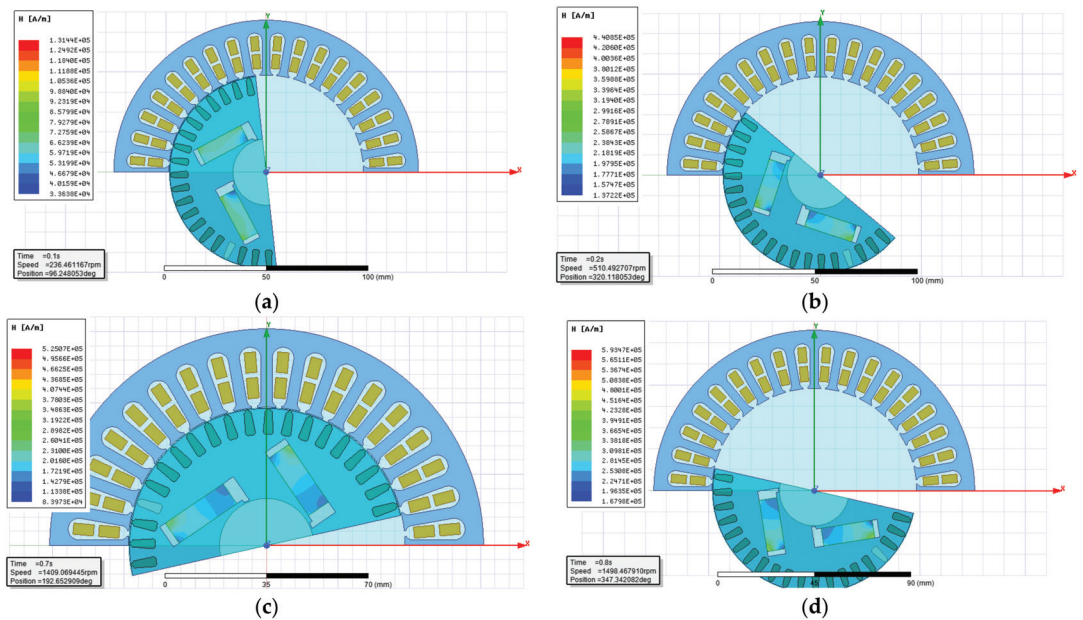 H [A/m]
1.3144E+05
1.2492E+05
1.1840E+05
1.1188E+05
1.0536E+05
9.8840E+04
9.2319E+04
8.5799E+04
7.9279E+04
7.2759E+04
6.6239E+04
5.9719E+04
5.3199E+04
4.6679E+04
4.0159E+04
3.3638E+04
Y
X
Z
Time =0.1s
Speed =236.461167rpm
Position=96.248053deg
0 50 100 (mm)
(a)
H [A/m]
4.4085E+05
4.2060E+05
4.0036E+05
3.8012E+05
3.5988E+05
3.3964E+05
3.1940E+05
2.9916E+05
2.7891E+05
2.5867E+05
2.3843E+05
2.1819E+05
1.9795E+05
1.7771E+05
1.5747E+05
1.3722E+05
Y
X
Z
Time =0.2s
Speed =510.492707rpm
Position=320.118053deg
0 50 100 (mm)
(b)
H [A/m]
5.2507E+05
4.9566E+05
4.6625E+05
4.3685E+05
4.0744E+05
3.7803E+05
3.4863E+05
3.1922E+05
2.8982E+05
2.6041E+05
2.3100E+05
2.0160E+05
1.7219E+05
1.4279E+05
1.1338E+05
8.3973E+04
Y
X
Z
Time =0.7s
Speed =1409.069445rpm
Position=192.652909deg
0 35 70 (mm)
(c)
H [A/m]
5.9347E+05
5.6511E+05
5.3674E+05
5.0838E+05
4.8001E+05
4.5164E+05
4.2328E+05
3.9491E+05
3.6654E+05
3.3818E+05
3.0981E+05
2.8145E+05
2.5308E+05
2.2471E+05
1.9635E+05
1.6798E+05
Y
X
Z
Time =0.8s
Speed =1498.467910rpm
Position=347.342082deg
0 45 90 (mm)
(d)